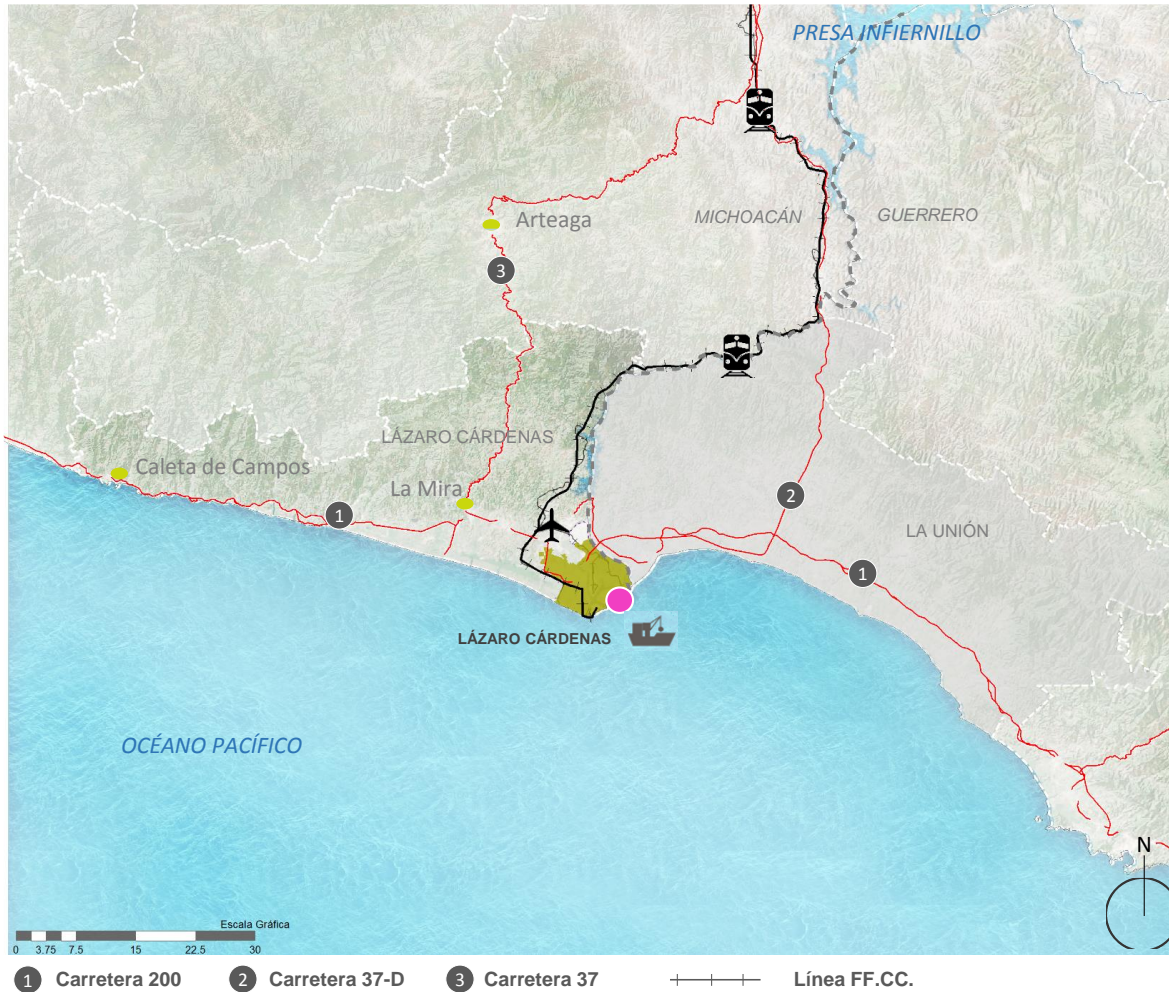 PRESA INFIERNILLO
Arteaga
MICHOACÁN
GUERRERO
3
LÁZARO CÁRDENAS
Caleta de Campos
La Mira
1
2
LA UNIÓN
1
LÁZARO CÁRDENAS
OCÉANO PACÍFICO
N
Escala Gráfica
0 3.75 7.5 15 22.5 30
1 Carretera 200 2 Carretera 37-D 3 Carretera 37 Línea FF.CC.